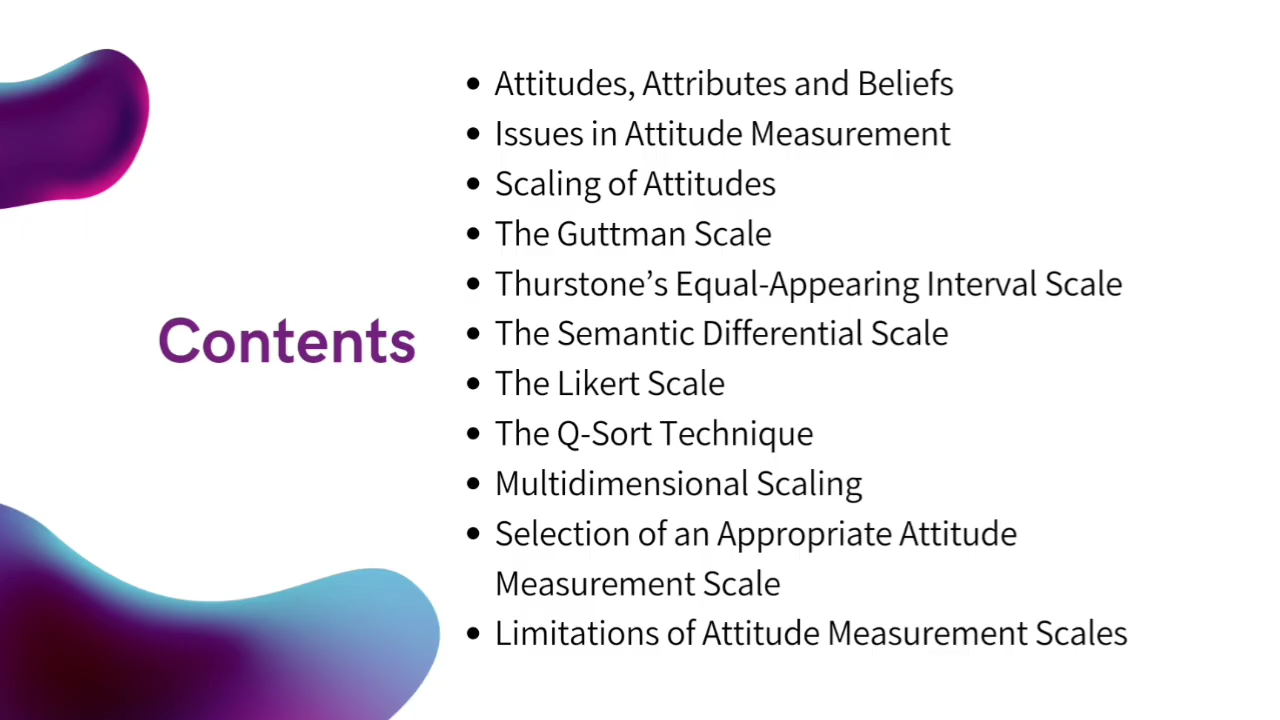 Contents
• Attitudes, Attributes and Beliefs
• Issues in Attitude Measurement
• Scaling of Attitudes
• The Guttman Scale
• Thurstone’s Equal-Appearing Interval Scale
• The Semantic Differential Scale
• The Likert Scale
• The Q-Sort Technique
• Multidimensional Scaling
• Selection of an Appropriate Attitude
Measurement Scale
• Limitations of Attitude Measurement Scales